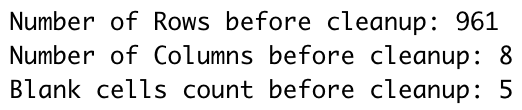 Number of Rows before cleanup: 961
Number of Columns before cleanup: 8
Blank cells count before cleanup: 5